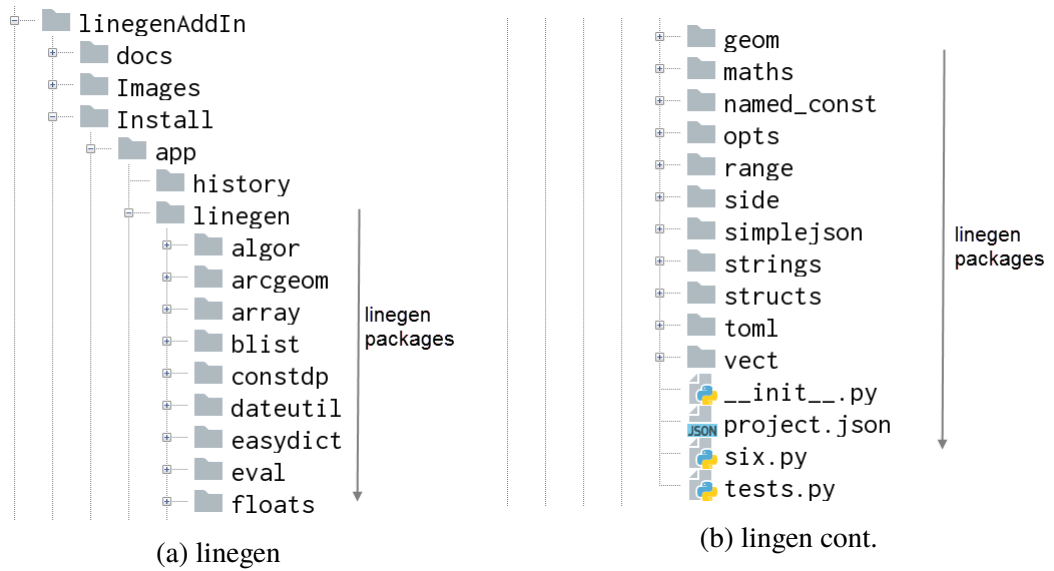 linegenAddIn
docs
Images
Install
app
history
linegen
algor
arcgeom
array
blist
constdp
dateutil
easydict
eval
floats
linegen
packages
(a) linegen
geom
maths
named_const
opts
range
side
simplejson
strings
structs
toml
vect
__init__.py
JSON project.json
six.py
tests.py
linegen
packages
(b) lingen cont.